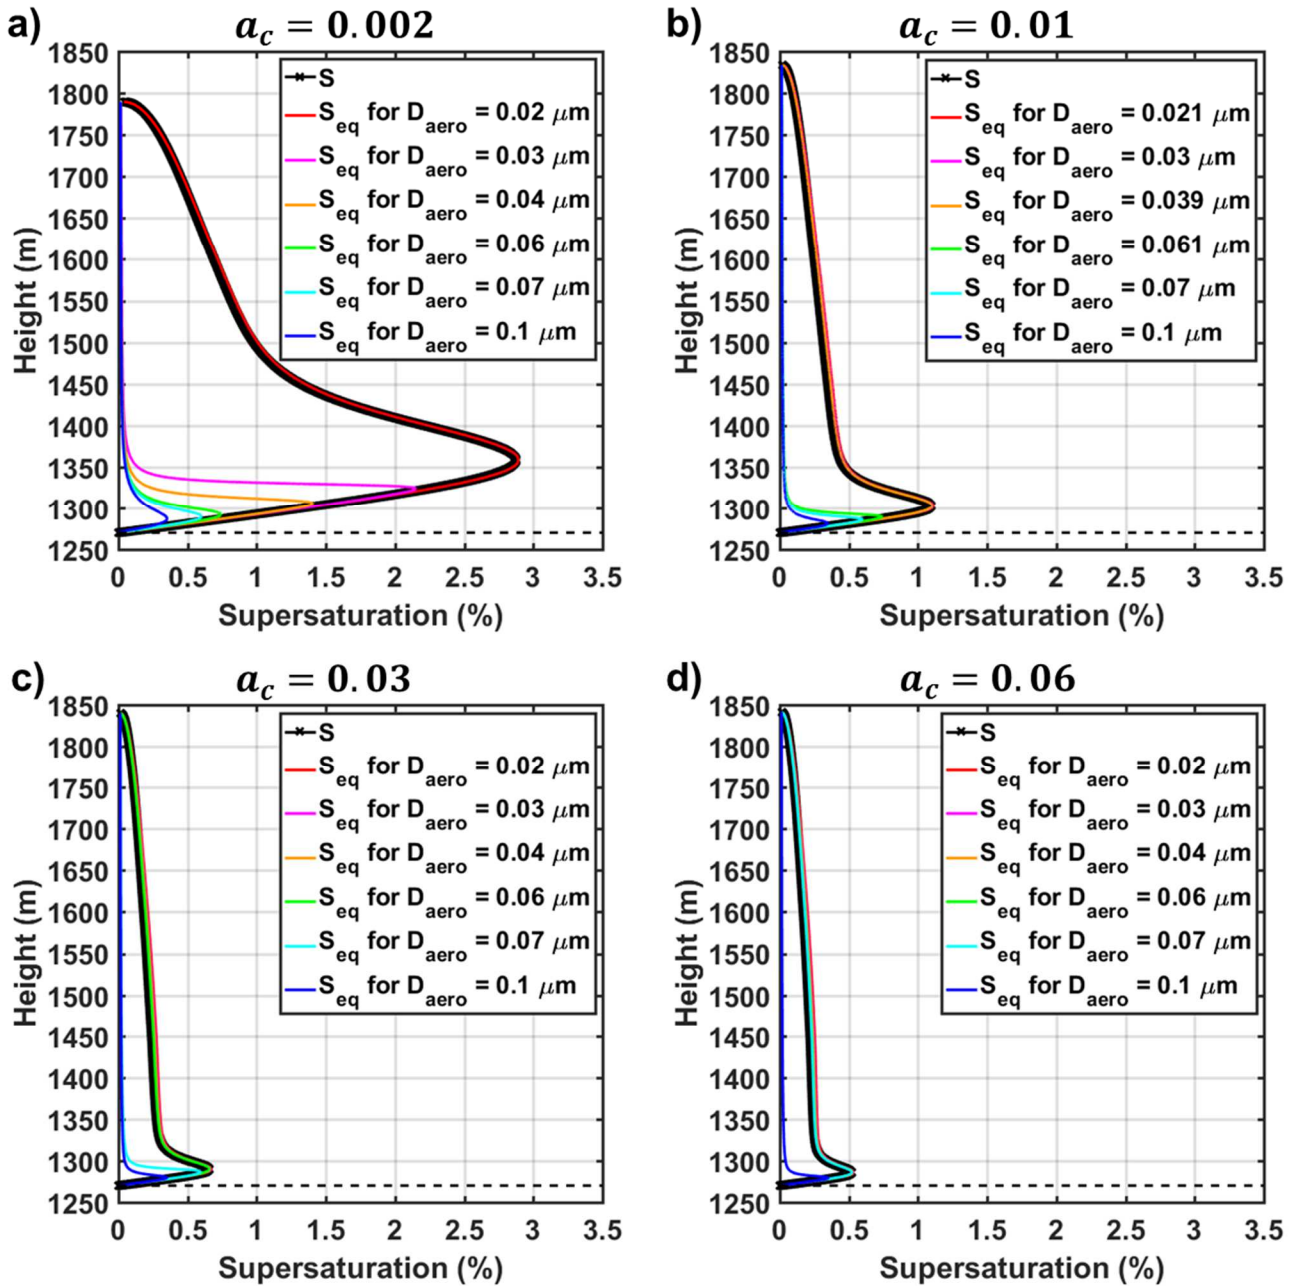 a) a_c = 0.002
1850
1800
1750
1700
1650
1600
1550
1500
1450
1400
1350
1300
1250
Height (m)
0 0.5 1 1.5 2 2.5 3 3.5
Supersaturation (%)
S
S_eq for D_aero = 0.02 μm
S_eq for D_aero = 0.03 μm
S_eq for D_aero = 0.04 μm
S_eq for D_aero = 0.06 μm
S_eq for D_aero = 0.07 μm
S_eq for D_aero = 0.1 μm
b) a_c = 0.01
1850
1800
1750
1700
1650
1600
1550
1500
1450
1400
1350
1300
1250
Height (m)
0 0.5 1 1.5 2 2.5 3 3.5
Supersaturation (%)
S
S_eq for D_aero = 0.021 μm
S_eq for D_aero = 0.03 μm
S_eq for D_aero = 0.039 μm
S_eq for D_aero = 0.061 μm
S_eq for D_aero = 0.07 μm
S_eq for D_aero = 0.1 μm
c) a_c = 0.03
1850
1800
1750
1700
1650
1600
1550
1500
1450
1400
1350
1300
1250
Height (m)
0 0.5 1 1.5 2 2.5 3 3.5
Supersaturation (%)
S
S_eq for D_aero = 0.02 μm
S_eq for D_aero = 0.03 μm
S_eq for D_aero = 0.04 μm
S_eq for D_aero = 0.06 μm
S_eq for D_aero = 0.07 μm
S_eq for D_aero = 0.1 μm
d) a_c = 0.06
1850
1800
1750
1700
1650
1600
1550
1500
1450
1400
1350
1300
1250
Height (m)
0 0.5 1 1.5 2 2.5 3 3.5
Supersaturation (%)
S
S_eq for D_aero = 0.02 μm
S_eq for D_aero = 0.03 μm
S_eq for D_aero = 0.04 μm
S_eq for D_aero = 0.06 μm
S_eq for D_aero = 0.07 μm
S_eq for D_aero = 0.1 μm